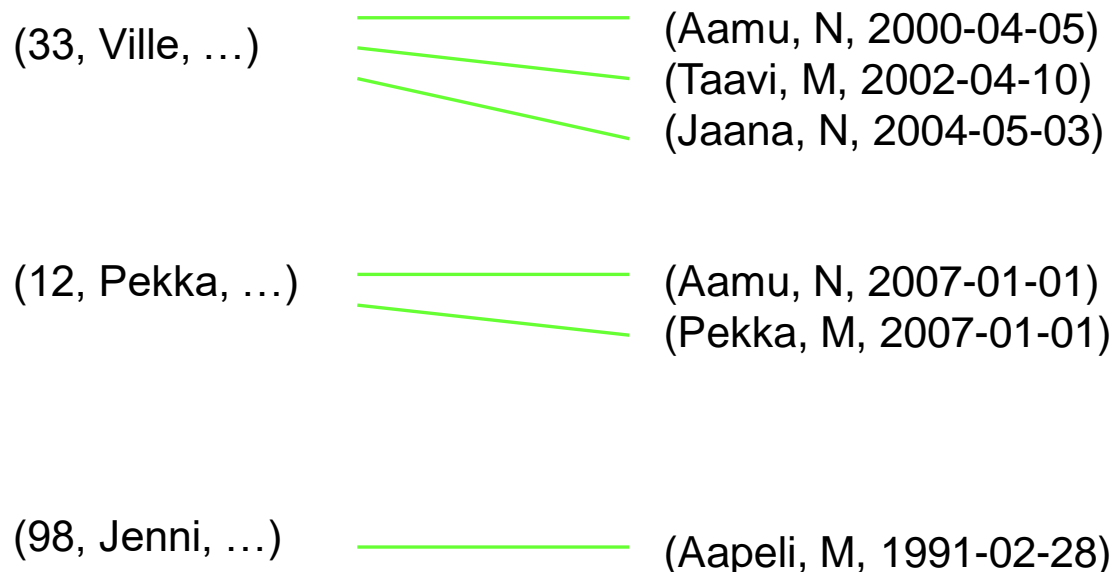 (33, Ville, …)
(Aamu, N, 2000-04-05)
(Taavi, M, 2002-04-10)
(Jaana, N, 2004-05-03)
(12, Pekka, …)
(Aamu, N, 2007-01-01)
(Pekka, M, 2007-01-01)
(98, Jenni, …)
(Aapeli, M, 1991-02-28)